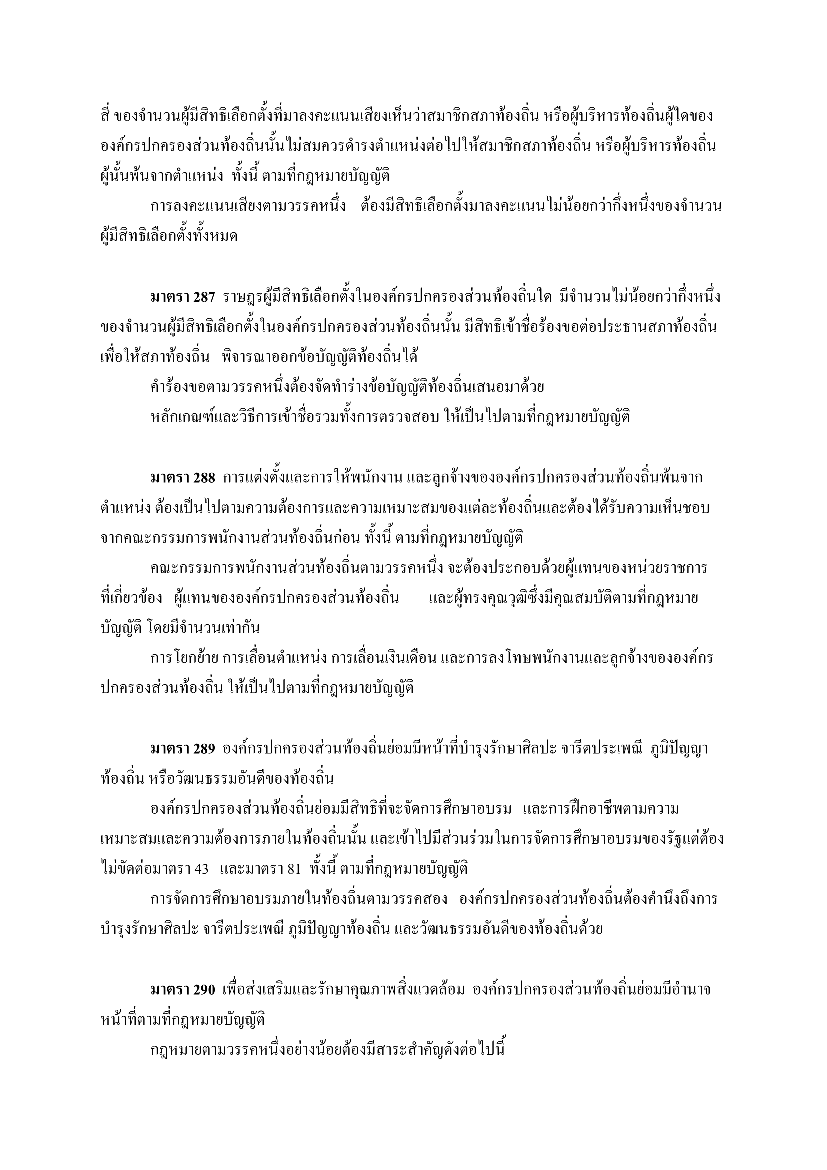 สี่ ของจำนวนผู้มีสิทธิเลือกตั้งที่มาลงคะแนนเสียงเห็นว่าสมาชิกสภาท้องถิ่น หรือผู้บริหารท้องถิ่นผู้ใดของ
องค์กรปกครองส่วนท้องถิ่นนั้นไม่สมควรดำรงตำแหน่งต่อไปให้สมาชิกสภาท้องถิ่น หรือผู้บริหารท้องถิ่น
ผู้นั้นพ้นจากตำแหน่ง ทั้งนี้ ตามที่กฎหมายบัญญัติ
การลงคะแนนเสียงตามวรรคหนึ่ง ต้องมีสิทธิเลือกตั้งมาลงคะแนนไม่น้อยกว่ากึ่งหนึ่งของจำนวน
ผู้มีสิทธิเลือกตั้งทั้งหมด
มาตรา 287 ราษฎรผู้มีสิทธิเลือกตั้งในองค์กรปกครองส่วนท้องถิ่นใด มีจำนวนไม่น้อยกว่ากึ่งหนึ่ง
ของจำนวนผู้มีสิทธิเลือกตั้งในองค์กรปกครองส่วนท้องถิ่นนั้น มีสิทธิเข้าชื่อร้องขอต่อประธานสภาท้องถิ่น
เพื่อให้สภาท้องถิ่น พิจารณาออกข้อบัญญัติท้องถิ่นได้
คำร้องขอตามวรรคหนึ่งต้องจัดทำร่างข้อบัญญัติท้องถิ่นเสนอมาด้วย
หลักเกณฑ์และวิธีการเข้าชื่อรวมทั้งการตรวจสอบ ให้เป็นไปตามที่กฎหมายบัญญัติ
มาตรา 288 การแต่งตั้งและการให้พนักงาน และลูกจ้างขององค์กรปกครองส่วนท้องถิ่นพ้นจาก
ตำแหน่ง ต้องเป็นไปตามความต้องการและความเหมาะสมของแต่ละท้องถิ่นและต้องได้รับความเห็นชอบ
จากคณะกรรมการพนักงานส่วนท้องถิ่นก่อน ทั้งนี้ ตามที่กฎหมายบัญญัติ
คณะกรรมการพนักงานส่วนท้องถิ่นตามวรรคหนึ่ง จะต้องประกอบด้วยผู้แทนของหน่วยราชการ
ที่เกี่ยวข้อง ผู้แทนขององค์กรปกครองส่วนท้องถิ่น และผู้ทรงคุณวุฒิซึ่งมีคุณสมบัติตามที่กฎหมาย
บัญญัติ โดยมีจำนวนเท่ากัน
การโยกย้าย การเลื่อนตำแหน่ง การเลื่อนเงินเดือน และการลงโทษพนักงานและลูกจ้างขององค์กร
ปกครองส่วนท้องถิ่น ให้เป็นไปตามที่กฎหมายบัญญัติ
มาตรา 289 องค์กรปกครองส่วนท้องถิ่นย่อมมีหน้าที่บำรุงรักษาศิลปะ จารีตประเพณี ภูมิปัญญา
ท้องถิ่น หรือวัฒนธรรมอันดีของท้องถิ่น
องค์กรปกครองส่วนท้องถิ่นย่อมมีสิทธิที่จะจัดการศึกษาอบรม และการฝึกอาชีพตามความ
เหมาะสมและความต้องการภายในท้องถิ่นนั้น และเข้าไปมีส่วนร่วมในการจัดการศึกษาอบรมของรัฐแต่ต้อง
ไม่ขัดต่อมาตรา 43 และมาตรา 81 ทั้งนี้ ตามที่กฎหมายบัญญัติ
การจัดการศึกษาอบรมภายในท้องถิ่นตามวรรคสอง องค์กรปกครองส่วนท้องถิ่นต้องคำนึงถึงการ
บำรุงรักษาศิลปะ จารีตประเพณี ภูมิปัญญาท้องถิ่น และวัฒนธรรมอันดีของท้องถิ่นด้วย
มาตรา 290 เพื่อส่งเสริมและรักษาคุณภาพสิ่งแวดล้อม องค์กรปกครองส่วนท้องถิ่นย่อมมีอำนาจ
หน้าที่ตามที่กฎหมายบัญญัติ
กฎหมายตามวรรคหนึ่งอย่างน้อยต้องมีสาระสำคัญดังต่อไปนี้